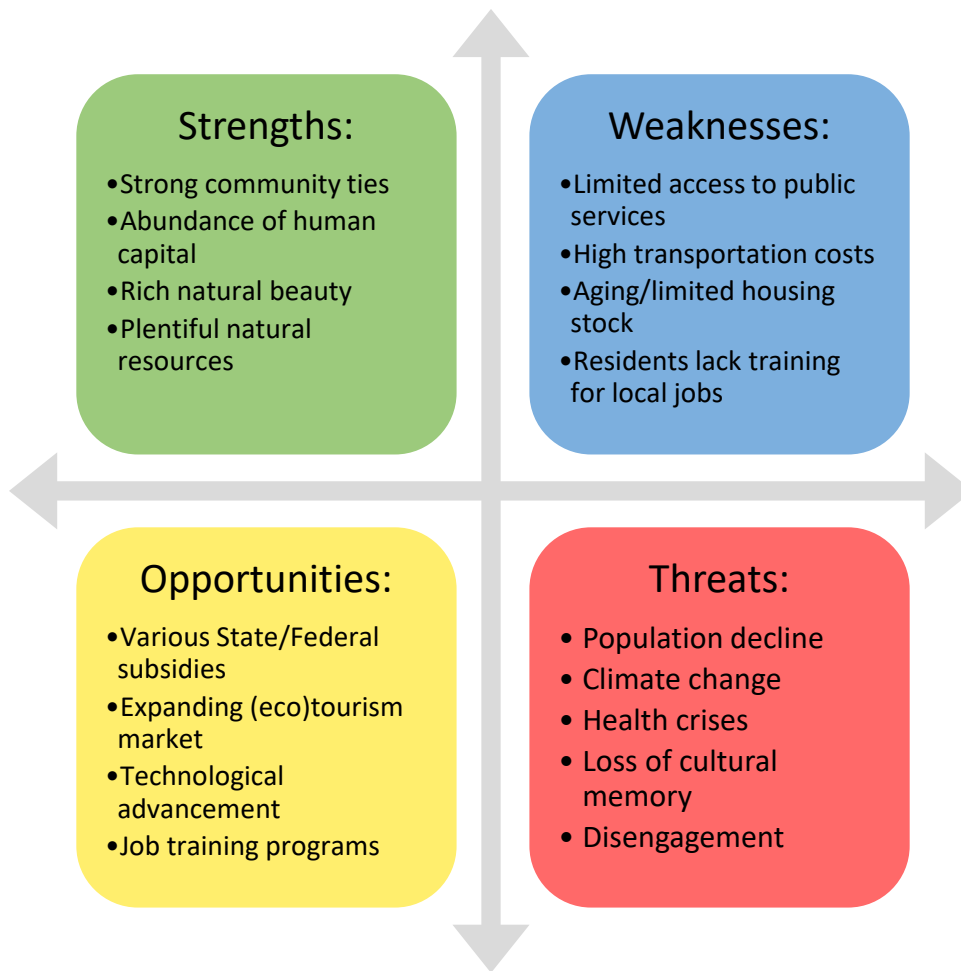 Strengths:
•Strong community ties
•Abundance of human
capital
•Rich natural beauty
•Plentiful natural
resources
Weaknesses:
•Limited access to public
services
•High transportation costs
•Aging/limited housing
stock
•Residents lack training
for local jobs
Opportunities:
•Various State/Federal
subsidies
•Expanding (eco)tourism
market
•Technological
advancement
•Job training programs
Threats:
• Population decline
• Climate change
• Health crises
• Loss of cultural
memory
• Disengagement